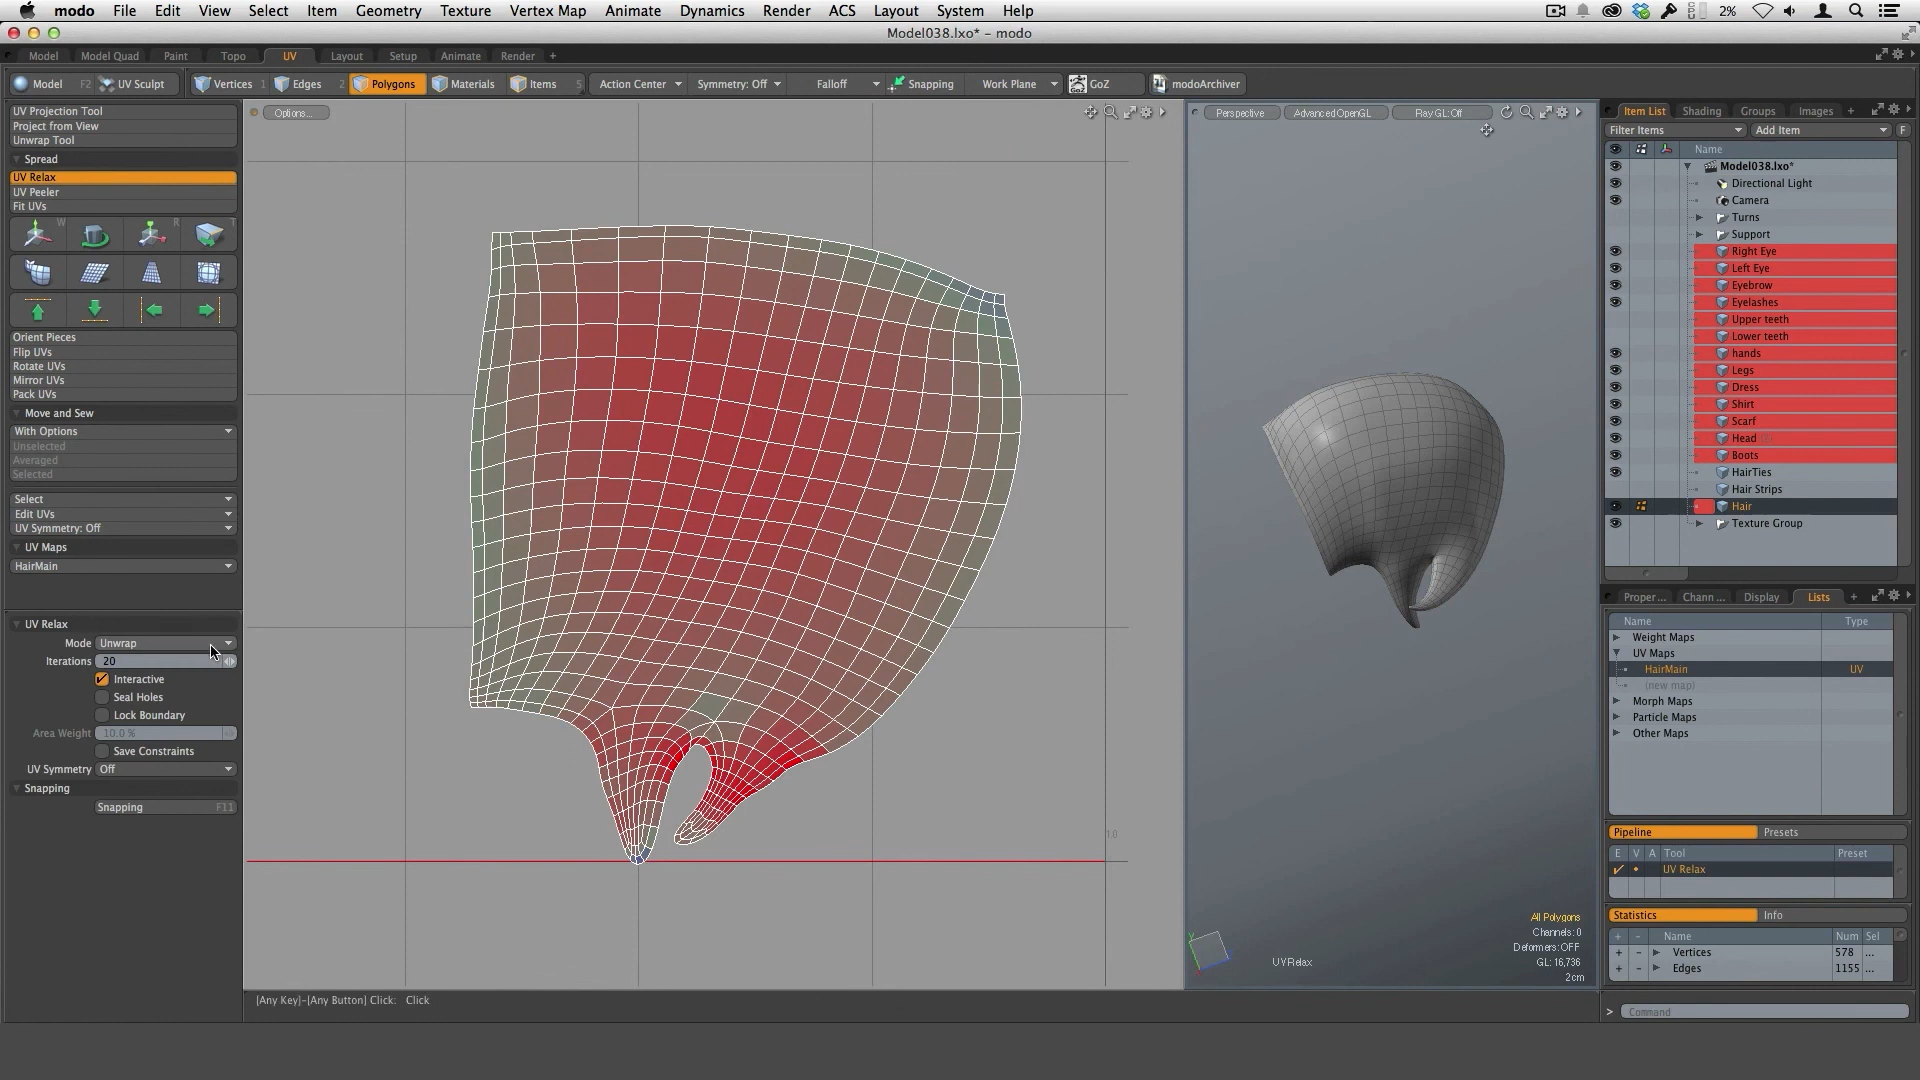 modo File Edit View Select Item Geometry Texture Vertex Map Animate Dynamics Render ACS Layout System Help 2%
Model038.lxo* - modo
Model Model Quad Paint Topo UV Layout Setup Animate Render +
Model F2 UV Sculpt Vertices 1 Edges 2 Polygons Materials Items 5 Action Center Symmetry: Off Falloff Snapping Work Plane GoZ modoArchiver
UV Projection Tool
Project from View
Unwrap Tool
Spread
UV Relax
UV Peeler
Fit UVs
W R T
Orient Pieces
Flip UVs
Rotate UVs
Mirror UVs
Pack UVs
Move and Sew
With Options
Unselected
Averaged
Selected
Select
Edit UVs
UV Symmetry: Off
UV Maps
HairMain
UV Relax
Mode Unwrap
Iterations 20
Interactive
Seal Holes
Lock Boundary
Area Weight 10.0 %
Save Constraints
UV Symmetry Off
Snapping
Snapping F11
Options...
1.0
[Any Key]-[Any Button] Click: Click
Perspective Advanced OpenGL Ray GL: Off
All Polygons
Channels: 0
Deformers: OFF
GL: 16,736
2 cm
UV Relax
Item List Shading Groups Images +
Filter Items Add Item F
Name
Model038.lxo*
Directional Light
Camera
Turns
Support
Right Eye
Left Eye
Eyebrow
Eyelashes
Upper teeth
Lower teeth
hands
Legs
Dress
Shirt
Scarf
Head (2)
Boots
HairTies
Hair Strips
Hair
Texture Group
Proper ... Chann ... Display Lists +
Name Type
Weight Maps
UV Maps
HairMain UV
(new map)
Morph Maps
Particle Maps
Other Maps
Pipeline Presets
E V A Tool Preset
UV Relax
Statistics Info
+ - Name Num Sel
+ - Vertices 578 ...
+ - Edges 1155 ...
> Command